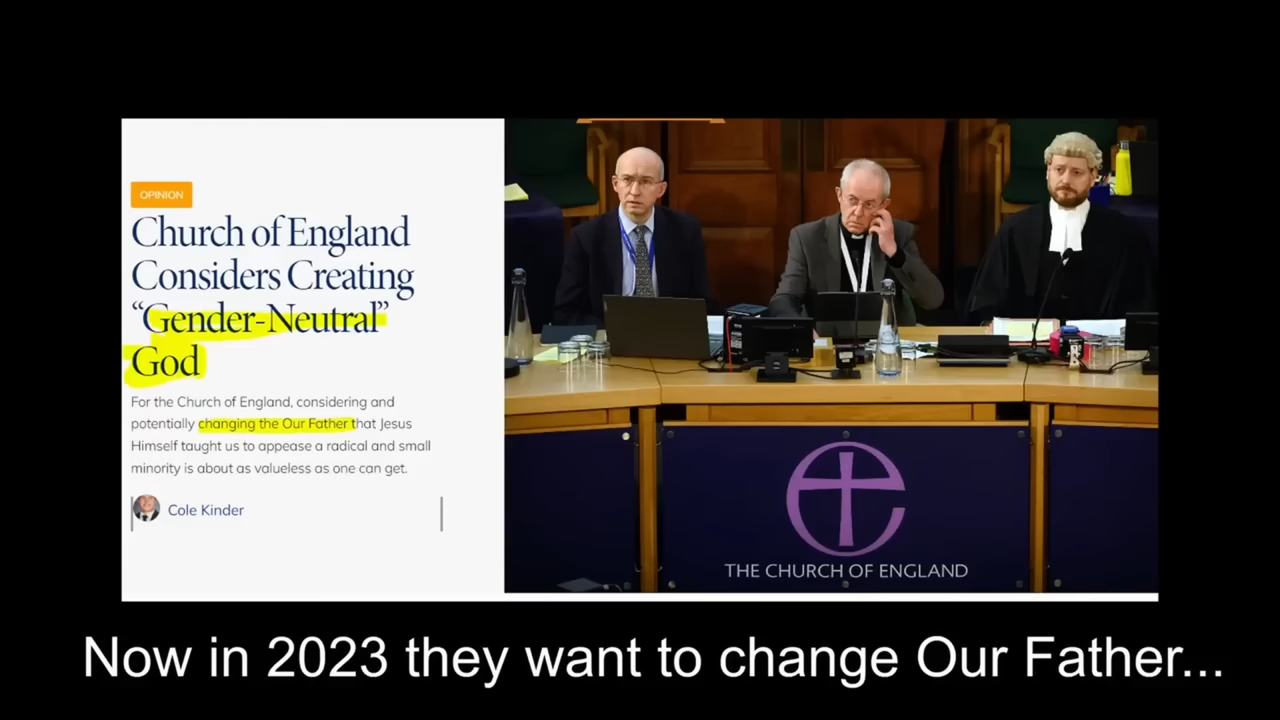 OPINION
Church of England
Considers Creating
“Gender-Neutral”
God
For the Church of England, considering and
potentially changing the Our Father that Jesus
Himself taught us to appease a radical and small
minority is about as valueless as one can get.
Cole Kinder
THE CHURCH OF ENGLAND
Now in 2023 they want to change Our Father...